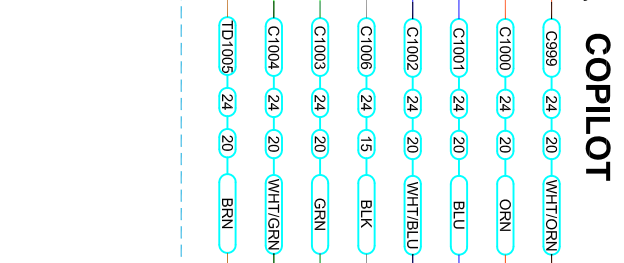 COPILOT
C999 24 20 WHT/ORN
C1000 24 20 ORN
C1001 24 20 BLU
C1002 24 20 WHT/BLU
C1006 24 15 BLK
C1003 24 20 GRN
C1004 24 20 WHT/GRN
TD1005 24 20 BRN